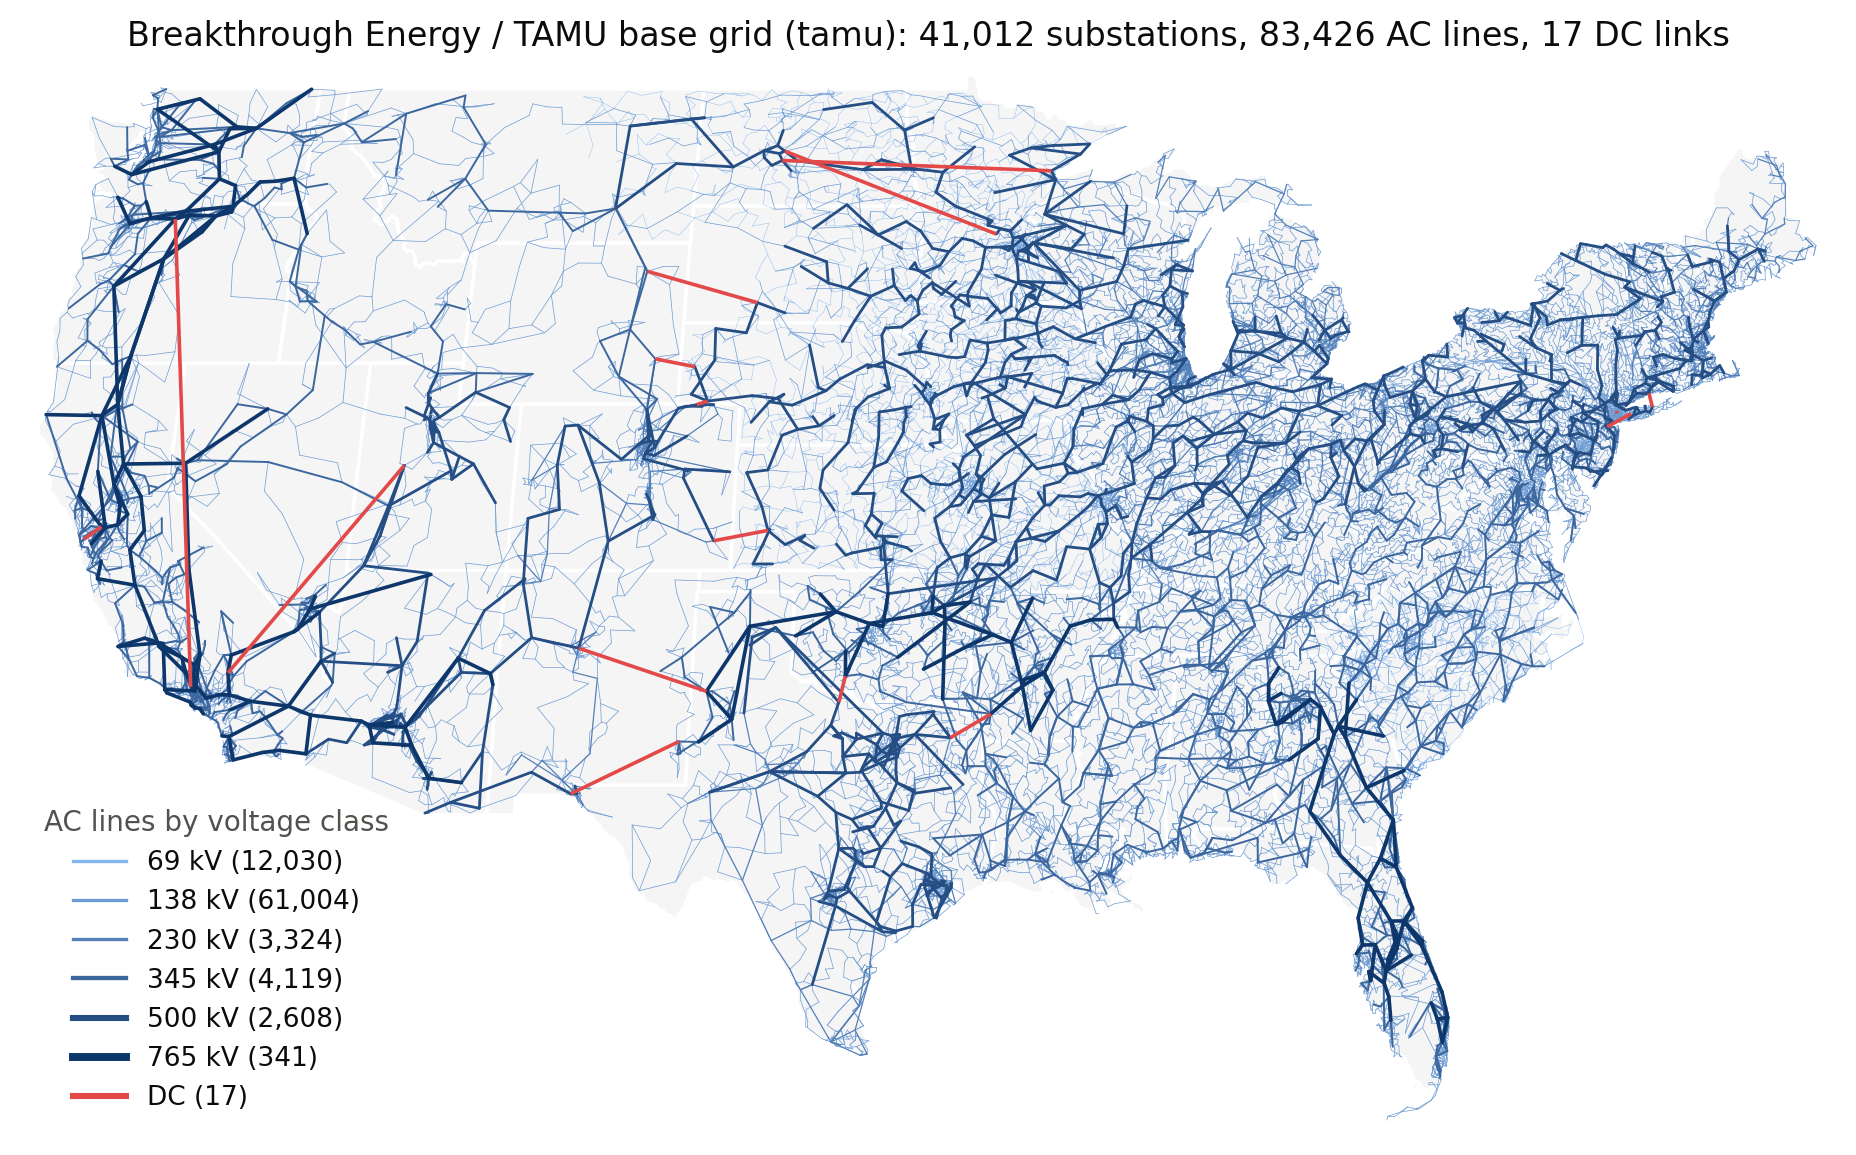 Breakthrough Energy / TAMU base grid (tamu): 41,012 substations, 83,426 AC lines, 17 DC links
AC lines by voltage class
69 kV (12,030)
138 kV (61,004)
230 kV (3,324)
345 kV (4,119)
500 kV (2,608)
765 kV (341)
DC (17)